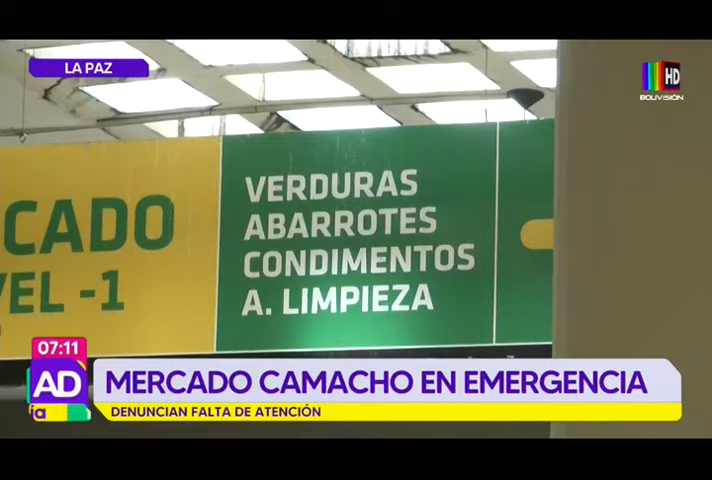 LA PAZ
HD
BOLIVISIÓN
CADO
VEL -1
VERDURAS
ABARROTES
CONDIMENTOS
A. LIMPIEZA
07:11
AD
ía
MERCADO CAMACHO EN EMERGENCIA
DENUNCIAN FALTA DE ATENCIÓN